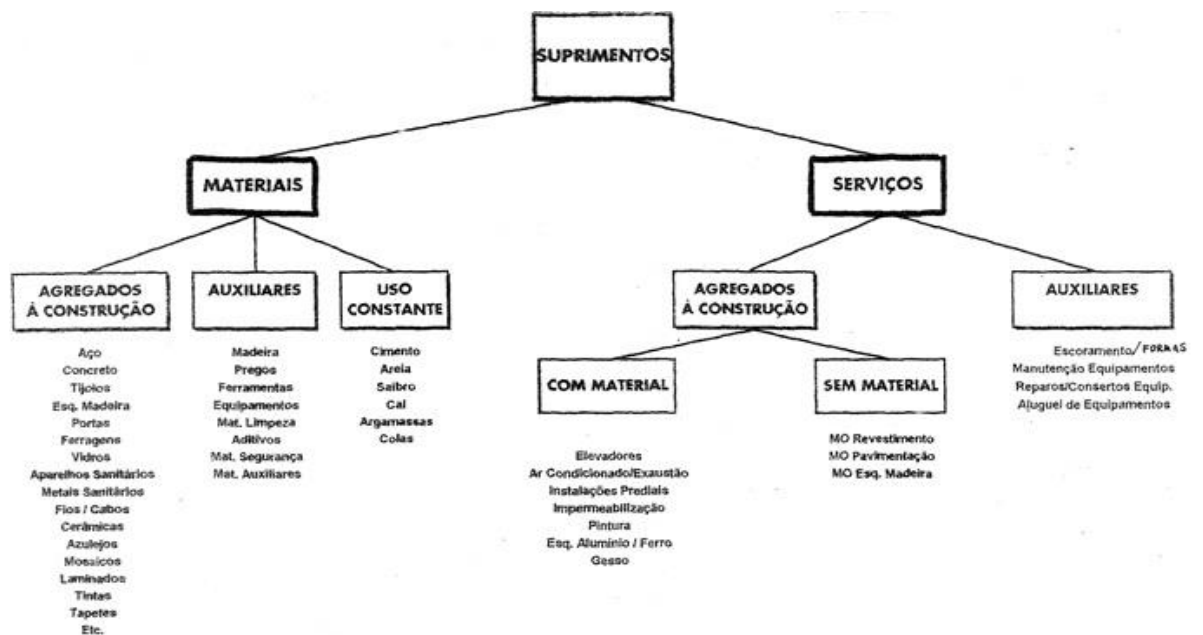 SUPRIMENTOS
MATERIAIS
SERVIÇOS
AGREGADOS
À CONSTRUÇÃO
AUXILIARES
USO
CONSTANTE
AGREGADOS
À CONSTRUÇÃO
AUXILIARES
Aço
Concreto
Tijolos
Esq. Madeira
Portas
Ferragens
Vidros
Aparelhos Sanitários
Metais Sanitários
Fios / Cabos
Cerâmicas
Azulejos
Mosaicos
Laminados
Tintas
Tapetes
Etc.
Madeira
Pregos
Ferramentas
Equipamentos
Mat. Limpeza
Aditivos
Mat. Segurança
Mat. Auxiliares
Cimento
Areia
Saibro
Cal
Argamassas
Colas
COM MATERIAL
SEM MATERIAL
Elevadores
Ar Condicionado/Exaustão
Instalações Prediais
Impermeabilização
Pintura
Esq. Alumínio / Ferro
Gesso
MO Revestimento
MO Pavimentação
MO Esq. Madeira
Escoramento/FORMAS
Manutenção Equipamentos
Reparos/Consertos Equip.
Aluguel de Equipamentos